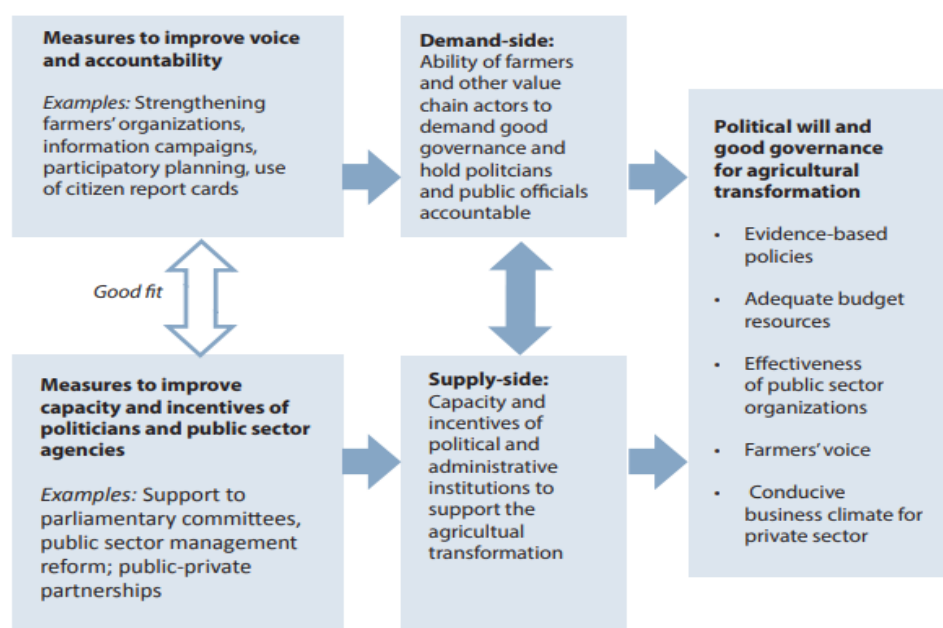 Measures to improve voice
and accountability
Examples: Strengthening
farmers' organizations,
information campaigns,
participatory planning, use
of citizen report cards
Demand-side:
Ability of farmers
and other value
chain actors to
demand good
governance and
hold politcians
and public officials
accountable
Good fit
Measures to improve
capacity and incentives of
politicians and public sector
agencies
Examples: Support to
parliamentary committees,
public sector management
reform; public-private
partnerships
Supply-side:
Capacity and
incentives of
political and
administrative
institutions to
support the
agricultual
transformation
Political will and
good governance
for agricultural
transformation
• Evidence-based
policies
• Adequate budget
resources
• Effectiveness
of public sector
organizations
• Farmers' voice
• Conducive
business climate for
private sector